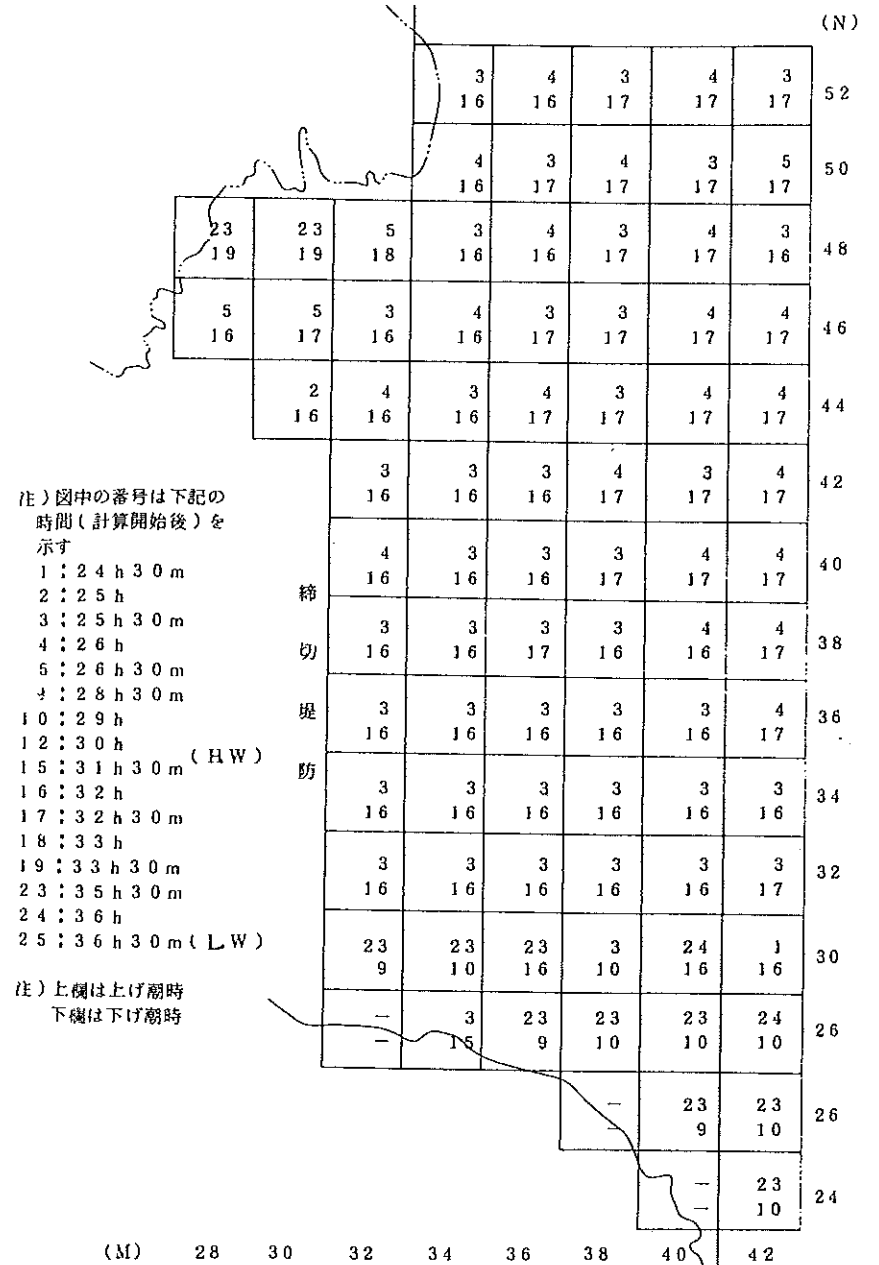 (N)
3 4 3 4 3
16 16 17 17 17
52
4 3 4 3 5
16 17 17 17 17
50
23 23 5 3 4 3 4 3
19 19 18 16 16 17 17 16
48
5 5 3 4 3 3 4 4
16 17 16 16 17 17 17 17
46
2 4 3 4 3 4 4
16 16 16 17 17 17 17
44
3 3 3 4 3 4
16 16 16 17 17 17
42
4 3 3 3 4 4
16 16 16 17 17 17
40
3 3 3 3 4 4
16 16 17 16 16 17
38
3 3 3 3 3 4
16 16 16 16 16 17
36
3 3 3 3 3 3
16 16 16 16 16 16
34
3 3 3 3 3 3
16 16 16 16 16 17
32
23 23 23 3 24 1
9 10 16 10 16 16
30
— 3 23 23 23 24
— 15 9 10 10 10
26
— 23 23
— 9 10
26
— 23
— 10
24
(M) 28 30 32 34 36 38 40 42
締切堤防
注)図中の番号は下記の
時間(計算開始後)を
示す
1:24h30m
2:25h
3:25h30m
4:26h
5:26h30m
:28h30m
10:29h
12:30h
15:31h30m(HW)
16:32h
17:32h30m
18:33h
19:33h30m
23:35h30m
24:36h
25:36h30m(LW)
注)上欄は上げ潮時
下欄は下げ潮時